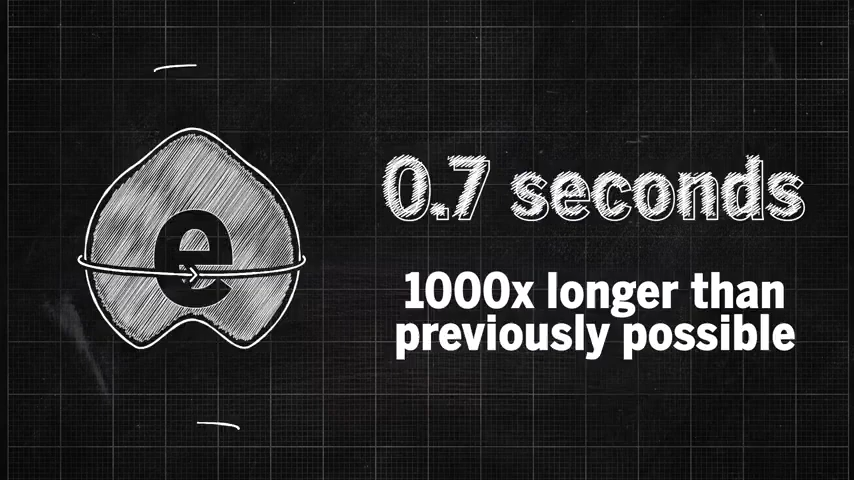 e
0.7 seconds
1000x longer than
previously possible